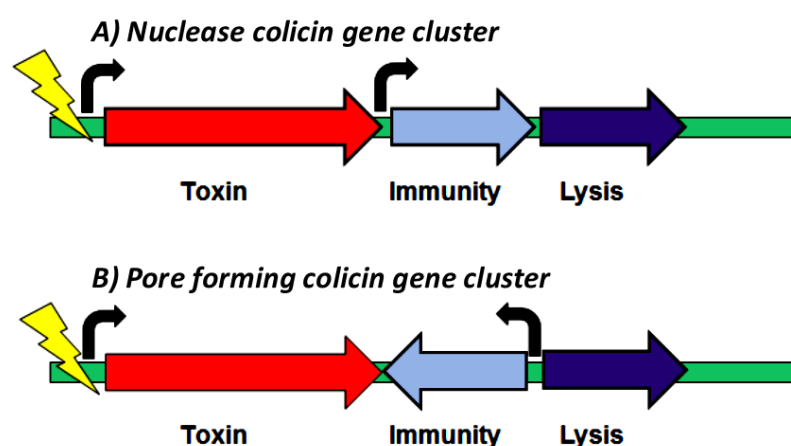 A) Nuclease colicin gene cluster
Toxin Immunity Lysis
B) Pore forming colicin gene cluster
Toxin Immunity Lysis